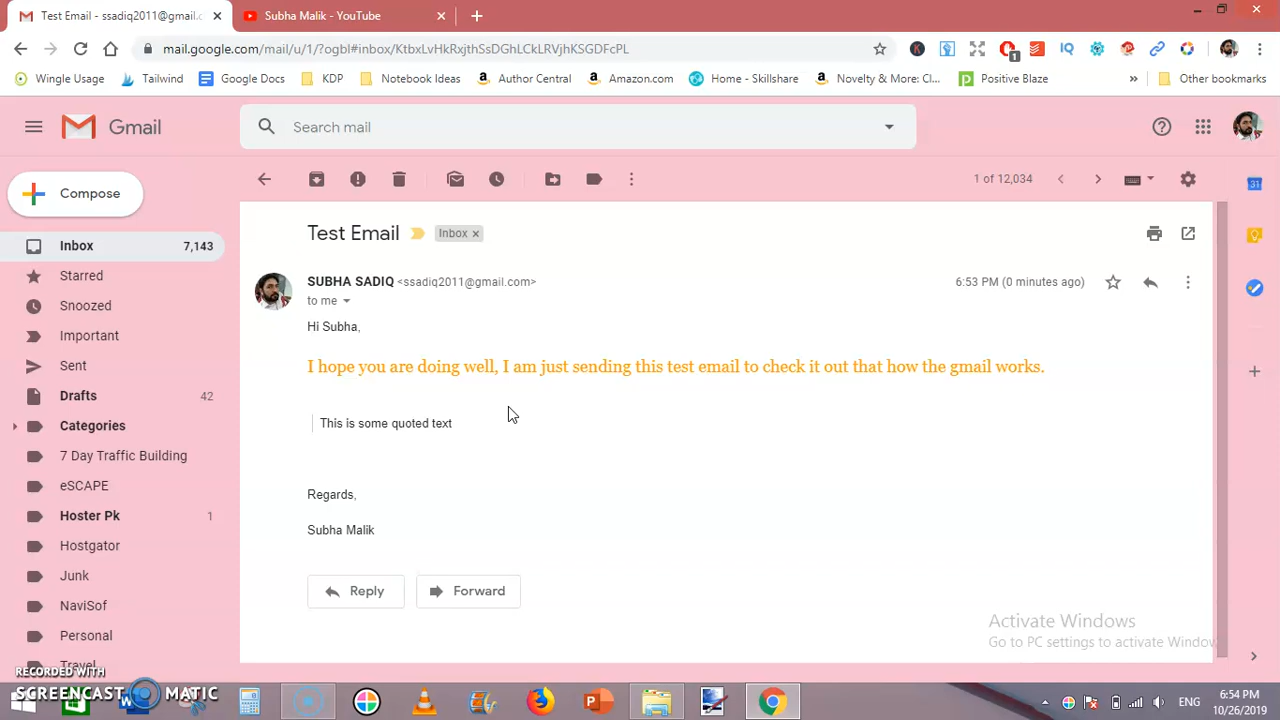 Test Email - ssadiq2011@gmail.c
Subha Malik - YouTube
mail.google.com/mail/u/1/?ogbl#inbox/KtbxLvHkRxjthSsDGhLCkLRVjhKSGDFcPL
1
Wingle Usage
Tailwind
Google Docs
KDP
Notebook Ideas
Author Central
Amazon.com
Home - Skillshare
Novelty & More: Cl...
Positive Blaze
»
Other bookmarks
Gmail
Search mail
Compose
1 of 12,034
31
Test Email
Inbox ×
Inbox 7,143
Starred
Snoozed
Important
Sent
Drafts 42
Categories
7 Day Traffic Building
eSCAPE
Hoster Pk 1
Hostgator
Junk
NaviSof
Personal
Travel
SUBHA SADIQ <ssadiq2011@gmail.com>
6:53 PM (0 minutes ago)
to me
Hi Subha,
I hope you are doing well, I am just sending this test email to check it out that how the gmail works.
This is some quoted text
Regards,
Subha Malik
Reply
Forward
Activate Windows
Go to PC settings to activate Window
RECORDED WITH
SCREENCAST MATIC
ENG
6:54 PM
10/26/2019